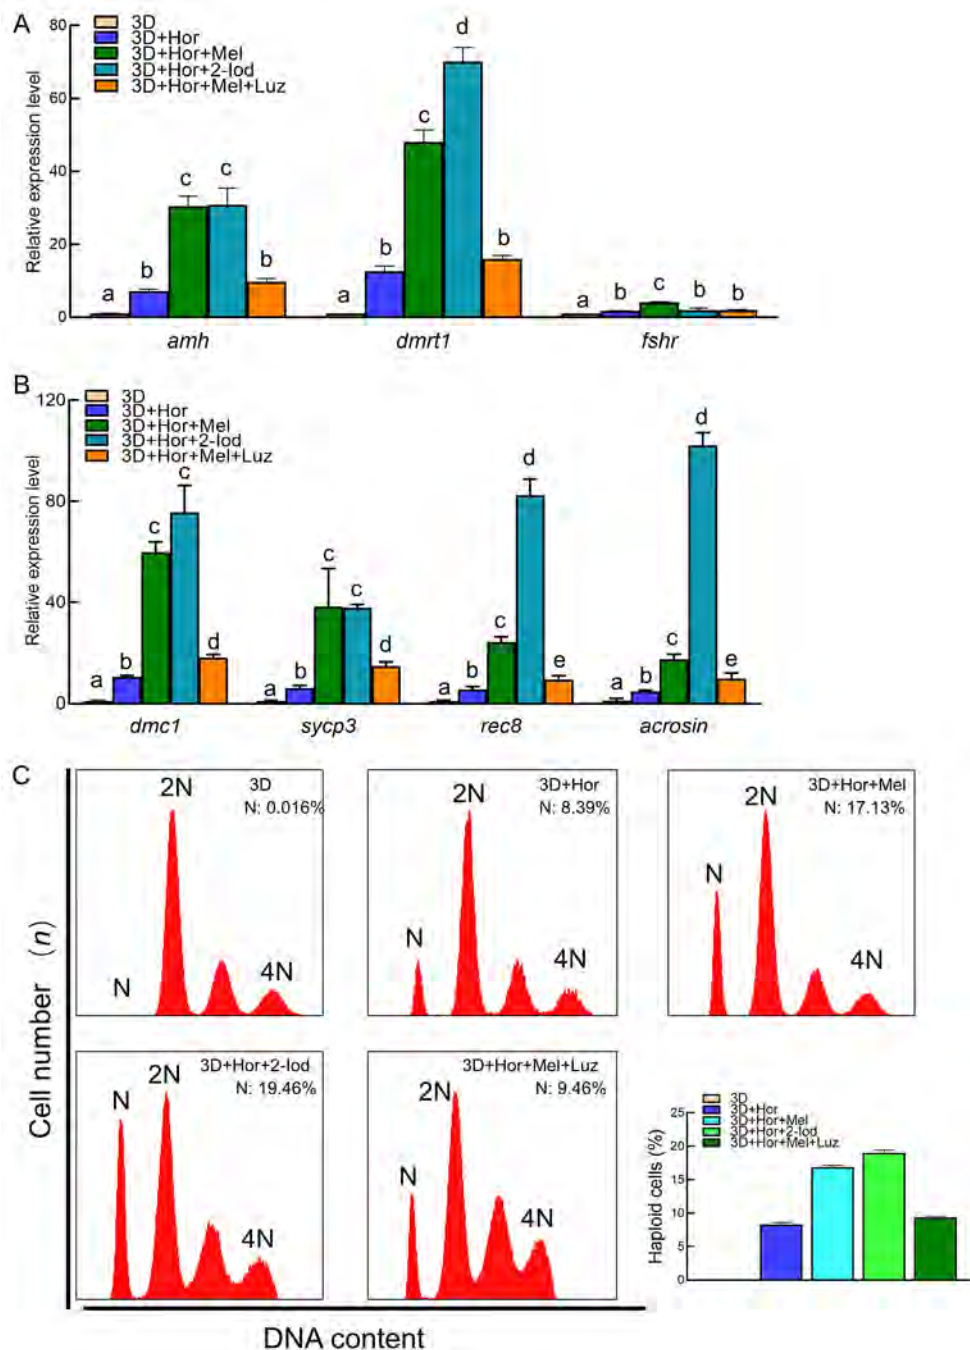 A
80
60
40
20
0
Relative expression level
3D
3D+Hor
3D+Hor+Mel
3D+Hor+2-Iod
3D+Hor+Mel+Luz
a b c c b
a b c d b
a b c b b
amh dmrt1 fshr
B
120
80
40
0
Relative expression level
3D
3D+Hor
3D+Hor+Mel
3D+Hor+2-Iod
3D+Hor+Mel+Luz
a b c c d
a b c c d
a b c d e
a b c d e
dmc1 sycp3 rec8 acrosin
C
Cell number (n)
3D
N: 0.016%
N 2N 4N
3D+Hor
N: 8.39%
N 2N 4N
3D+Hor+Mel
N: 17.13%
N 2N 4N
3D+Hor+2-Iod
N: 19.46%
N 2N 4N
3D+Hor+Mel+Luz
N: 9.46%
N 2N 4N
DNA content
Haploid cells (%)
25
20
15
10
5
0
3D
3D+Hor
3D+Hor+Mel
3D+Hor+2-Iod
3D+Hor+Mel+Luz